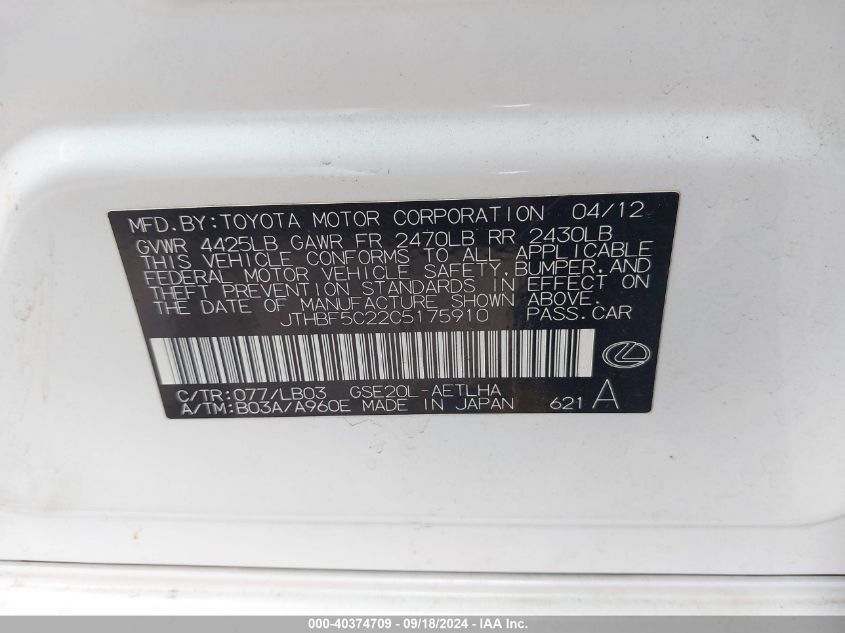 MFD.BY:TOYOTA MOTOR CORPORATION 04/12
GVWR 4425LB GAWR FR 2470LB RR 2430LB
THIS VEHICLE CONFORMS TO ALL APPLICABLE
FEDERAL MOTOR VEHICLE SAFETY,BUMPER,AND
THEFT PREVENTION STANDARDS IN EFFECT ON
THE DATE OF MANUFACTURE SHOWN ABOVE.
JTHBF5C22C5175910 PASS.CAR
C/TR:077/LB03 GSE20L-AETLHA
A/TM:B03A/A960E MADE IN JAPAN 621 A
000-40374709 - 09/18/2024 - IAA Inc.